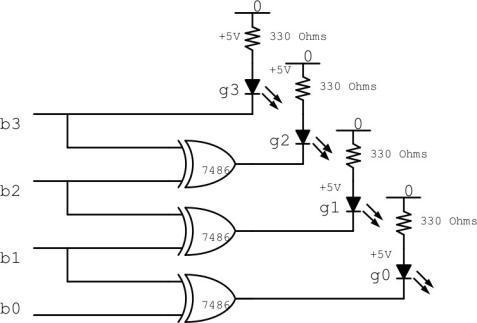 0
+5V 330 Ohms
0
+5V
330 Ohms
g3
b3
0
g2
330 Ohms
7486
b2
+5V
0
g1
330 Ohms
7486
b1
+5V
g0
7486
b0